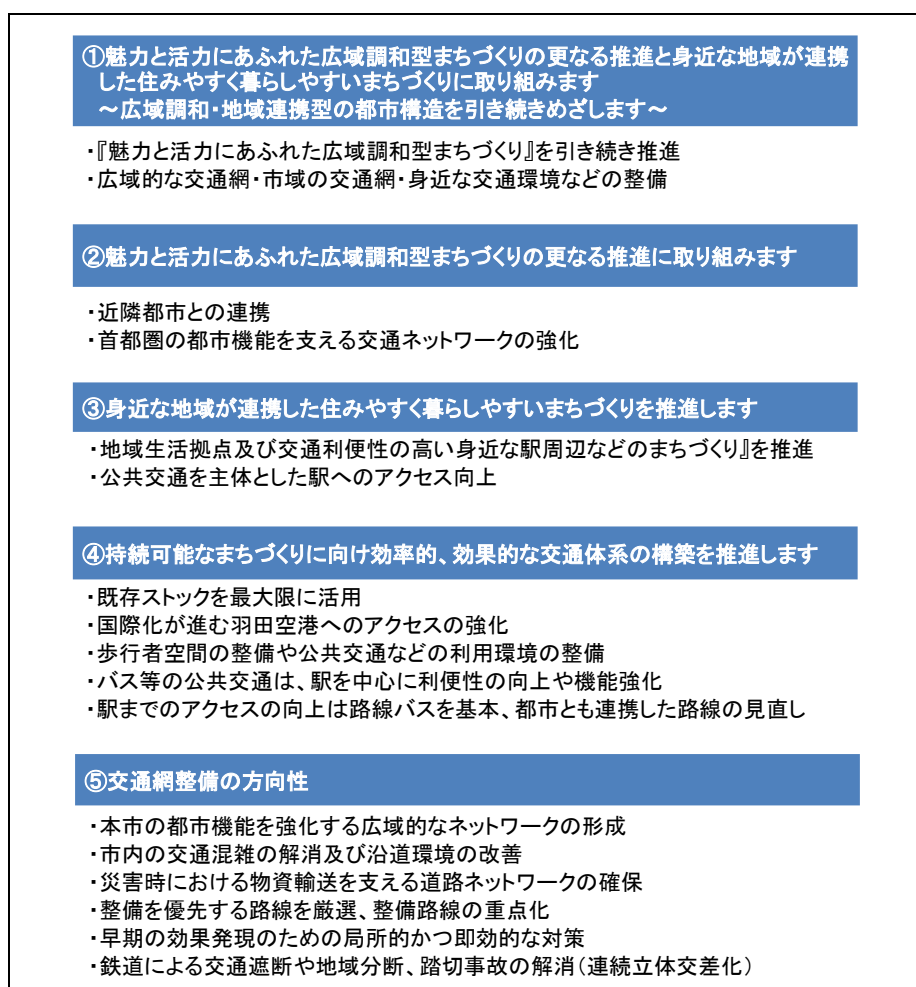 ①魅力と活力にあふれた広域調和型まちづくりの更なる推進と身近な地域が連携
した住みやすく暮らしやすいまちづくりに取り組みます
～広域調和・地域連携型の都市構造を引き続きめざします～
・『魅力と活力にあふれた広域調和型まちづくり』を引き続き推進
・広域的な交通網・市域の交通網・身近な交通環境などの整備
②魅力と活力にあふれた広域調和型まちづくりの更なる推進に取り組みます
・近隣都市との連携
・首都圏の都市機能を支える交通ネットワークの強化
③身近な地域が連携した住みやすく暮らしやすいまちづくりを推進します
・地域生活拠点及び交通利便性の高い身近な駅周辺などのまちづくり』を推進
・公共交通を主体とした駅へのアクセス向上
④持続可能なまちづくりに向け効率的、効果的な交通体系の構築を推進します
・既存ストックを最大限に活用
・国際化が進む羽田空港へのアクセスの強化
・歩行者空間の整備や公共交通などの利用環境の整備
・バス等の公共交通は、駅を中心に利便性の向上や機能強化
・駅までのアクセスの向上は路線バスを基本、都市とも連携した路線の見直し
⑤交通網整備の方向性
・本市の都市機能を強化する広域的なネットワークの形成
・市内の交通混雑の解消及び沿道環境の改善
・災害時における物資輸送を支える道路ネットワークの確保
・整備を優先する路線を厳選、整備路線の重点化
・早期の効果発現のための局所的かつ即効的な対策
・鉄道による交通遮断や地域分断、踏切事故の解消（連続立体交差化）